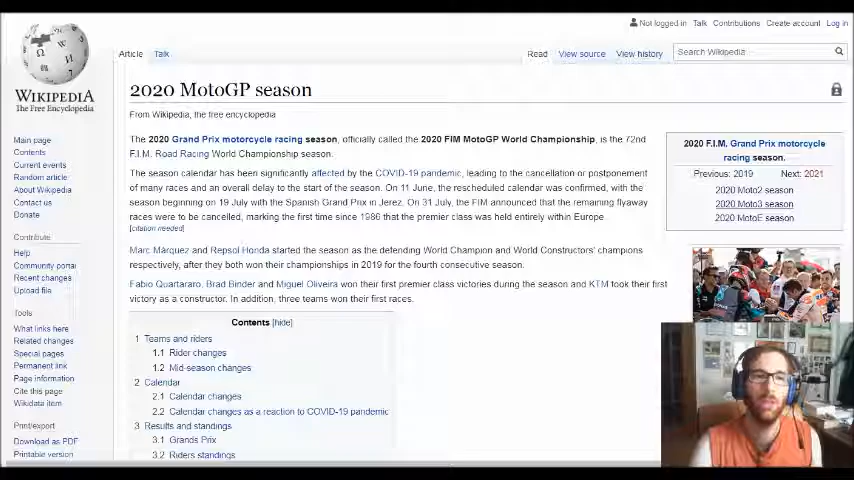 Not logged in Talk Contributions Create account Log in
Article Talk Read View source View history Search Wikipedia
WIKIPEDIA
The Free Encyclopedia
2020 MotoGP season
From Wikipedia, the free encyclopedia
Main page
Contents
Current events
Random article
About Wikipedia
Contact us
Donate
Contribute
Help
Community portal
Recent changes
Upload file
Tools
What links here
Related changes
Special pages
Permanent link
Page information
Cite this page
Wikidata item
Print/export
Download as PDF
Printable version
The 2020 Grand Prix motorcycle racing season, officially called the 2020 FIM MotoGP World Championship, is the 72nd
F.I.M. Road Racing World Championship season.
The season calendar has been significantly affected by the COVID-19 pandemic, leading to the cancellation or postponement
of many races and an overall delay to the start of the season. On 11 June, the rescheduled calendar was confirmed, with the
season beginning on 19 July with the Spanish Grand Prix in Jerez. On 31 July, the FIM announced that the remaining flyaway
races were to be cancelled, marking the first time since 1986 that the premier class was held entirely within Europe
[citation needed]
Marc Márquez and Repsol Honda started the season as the defending World Champion and World Constructors' champions
respectively, after they both won their championships in 2019 for the fourth consecutive season.
Fabio Quartararo, Brad Binder and Miguel Oliveira won their first premier class victories during the season and KTM took their first
victory as a constructor. In addition, three teams won their first races.
Contents [hide]
1 Teams and riders
1.1 Rider changes
1.2 Mid-season changes
2 Calendar
2.1 Calendar changes
2.2 Calendar changes as a reaction to COVID-19 pandemic
3 Results and standings
3.1 Grands Prix
3.2 Riders standings
2020 F.I.M. Grand Prix motorcycle
racing season.
Previous: 2019 Next: 2021
2020 Moto2 season
2020 Moto3 season
2020 MotoE season